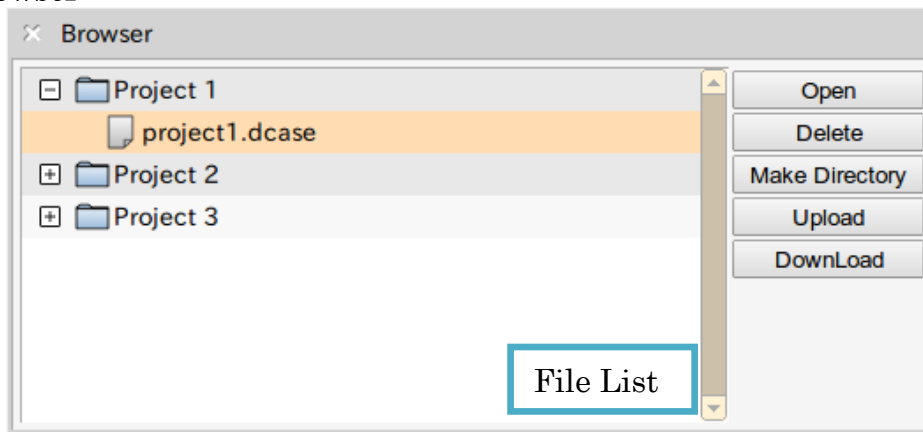 Browser
Project 1
Open
project1.dcase
Delete
Project 2
Make Directory
Project 3
Upload
DownLoad
File List